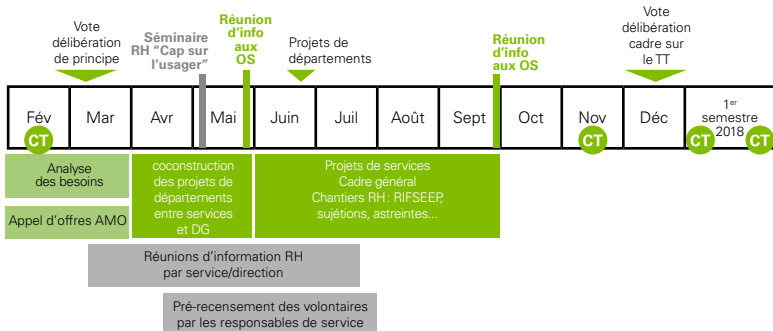 Vote
délibération
de principe
Séminaire
RH “Cap sur
l’usager”
Réunion
d’info
aux
OS
Projets de
départements
Réunion
d’info
aux OS
Vote
délibération
cadre sur
le TT
Fév
Mar
Avr
Mai
Juin
Juil
Août
Sept
Oct
Nov
Déc
1er
semestre
2018
CT
CT
CT
CT
Analyse
des besoins
Appel d’offres AMO
coconstruction
des projets de
départements
entre services
et DG
Projets de services
Cadre général
Chantiers RH : RIFSEEP,
sujétions, astreintes...
Réunions d’information RH
par service/direction
Pré-recensement des volontaires
par les responsables de service